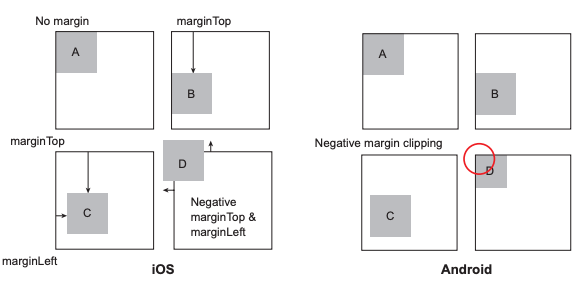 No margin
marginTop
A
B
A
B
marginTop
Negative margin clipping
D
D
C
Negative
marginTop &
marginLeft
C
marginLeft
iOS
Android